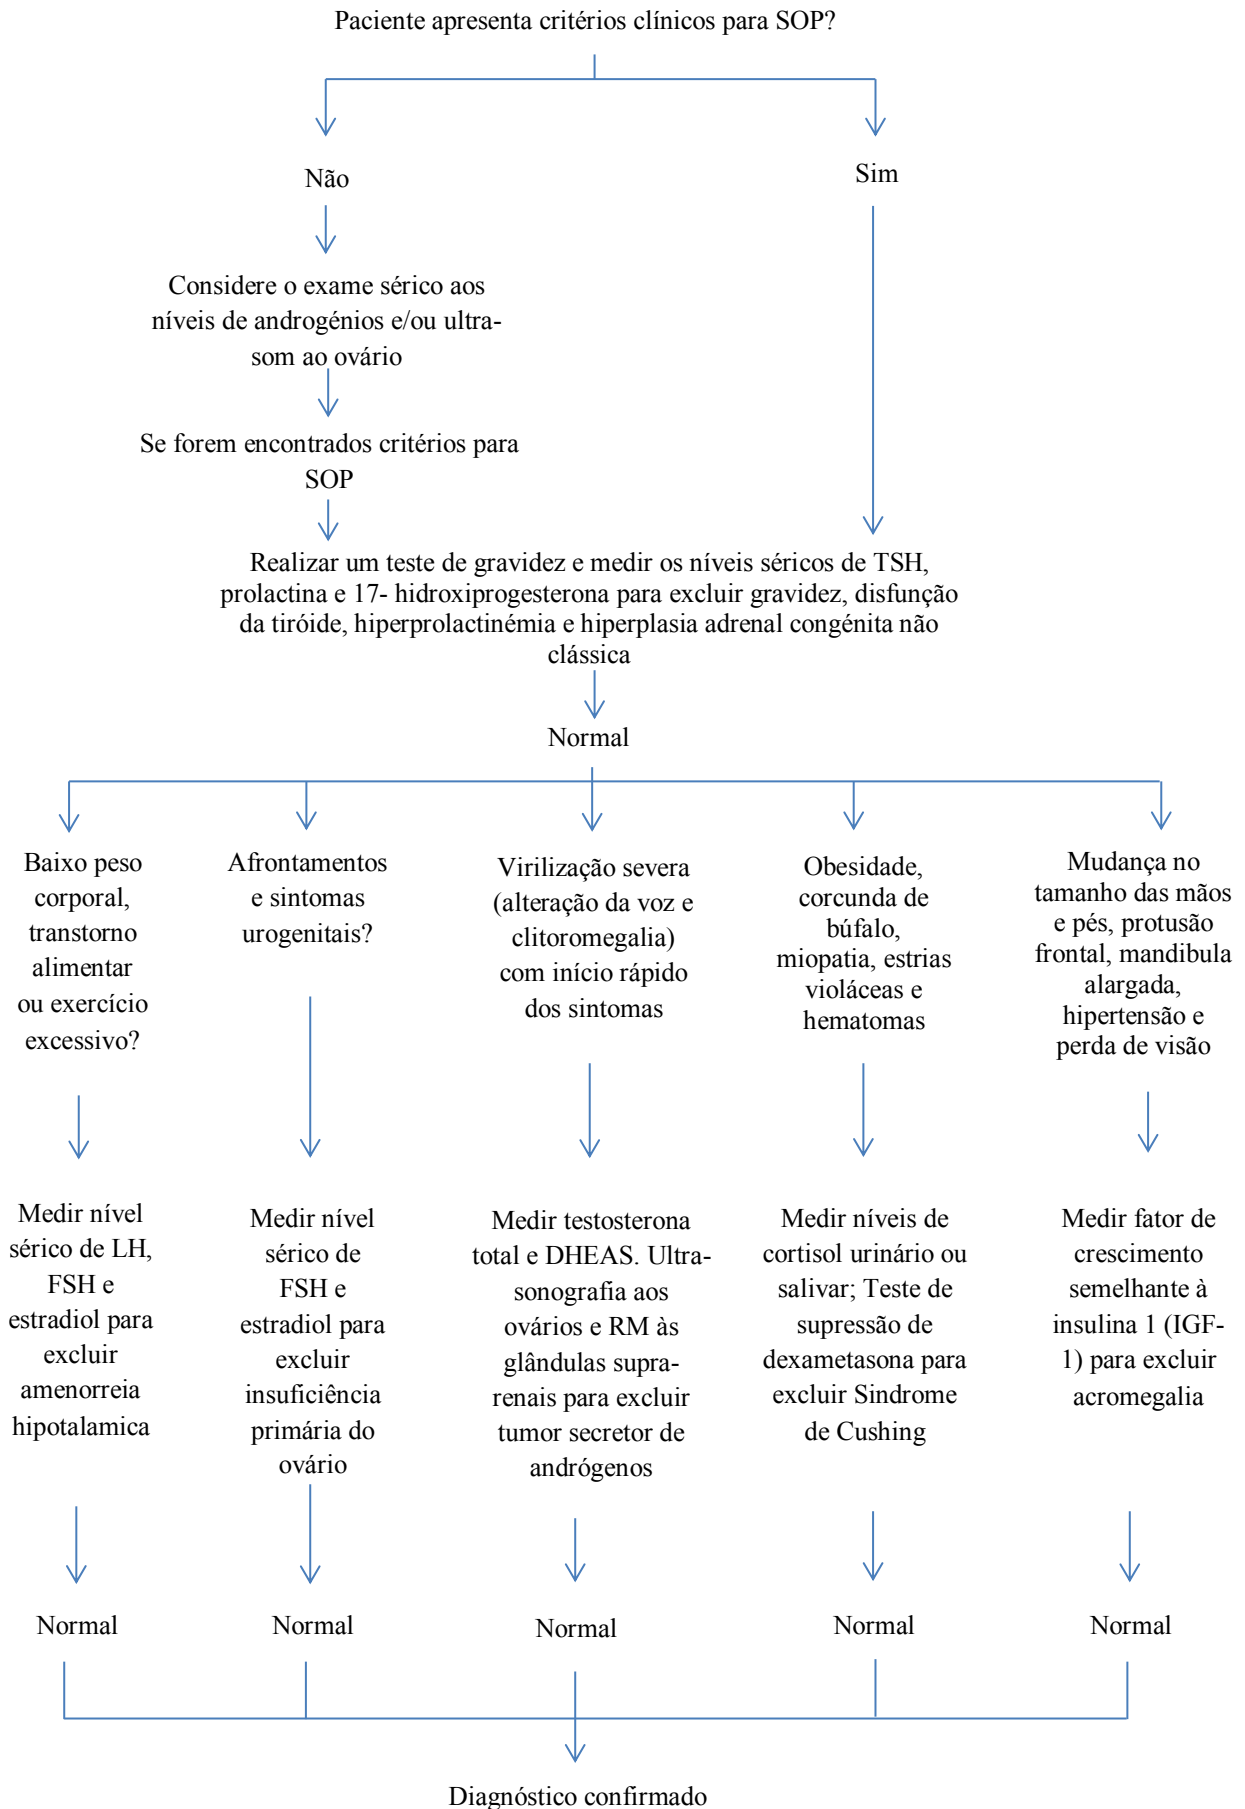 Paciente apresenta critérios clínicos para SOP?
Não
Sim
Considere o exame sérico aos
níveis de androgénios e/ou ultra-
som ao ovário
Se forem encontrados critérios para
SOP
Realizar um teste de gravidez e medir os níveis séricos de TSH,
prolactina e 17- hidroxiprogesterona para excluir gravidez, disfunção
da tiróide, hiperprolactinémia e hiperplasia adrenal congénita não
clássica
Normal
Baixo peso
corporal,
transtorno
alimentar
ou exercício
excessivo?
Afrontamentos
e sintomas
urogenitais?
Virilização severa
(alteração da voz e
clitoromegalia)
com início rápido
dos sintomas
Obesidade,
corcunda de
búfalo,
miopatia, estrias
violáceas e
hematomas
Mudança no
tamanho das mãos
e pés, protusão
frontal, mandibula
alargada,
hipertensão e
perda de visão
Medir nível
sérico de LH,
FSH e
estradiol para
excluir
amenorreia
hipotalamica
Medir nível
sérico de
FSH e
estradiol para
excluir
insuficiência
primária do
ovário
Medir testosterona
total e DHEAS. Ultra-
sonografia aos
ovários e RM às
glândulas supra-
renais para excluir
tumor secretor de
andrógenos
Medir níveis de
cortisol urinário ou
salivar; Teste de
supressão de
dexametasona para
excluir Sindrome
de Cushing
Medir fator de
crescimento
semelhante à
insulina 1 (IGF-
1) para excluir
acromegalia
Normal
Normal
Normal
Normal
Normal
Diagnóstico confirmado